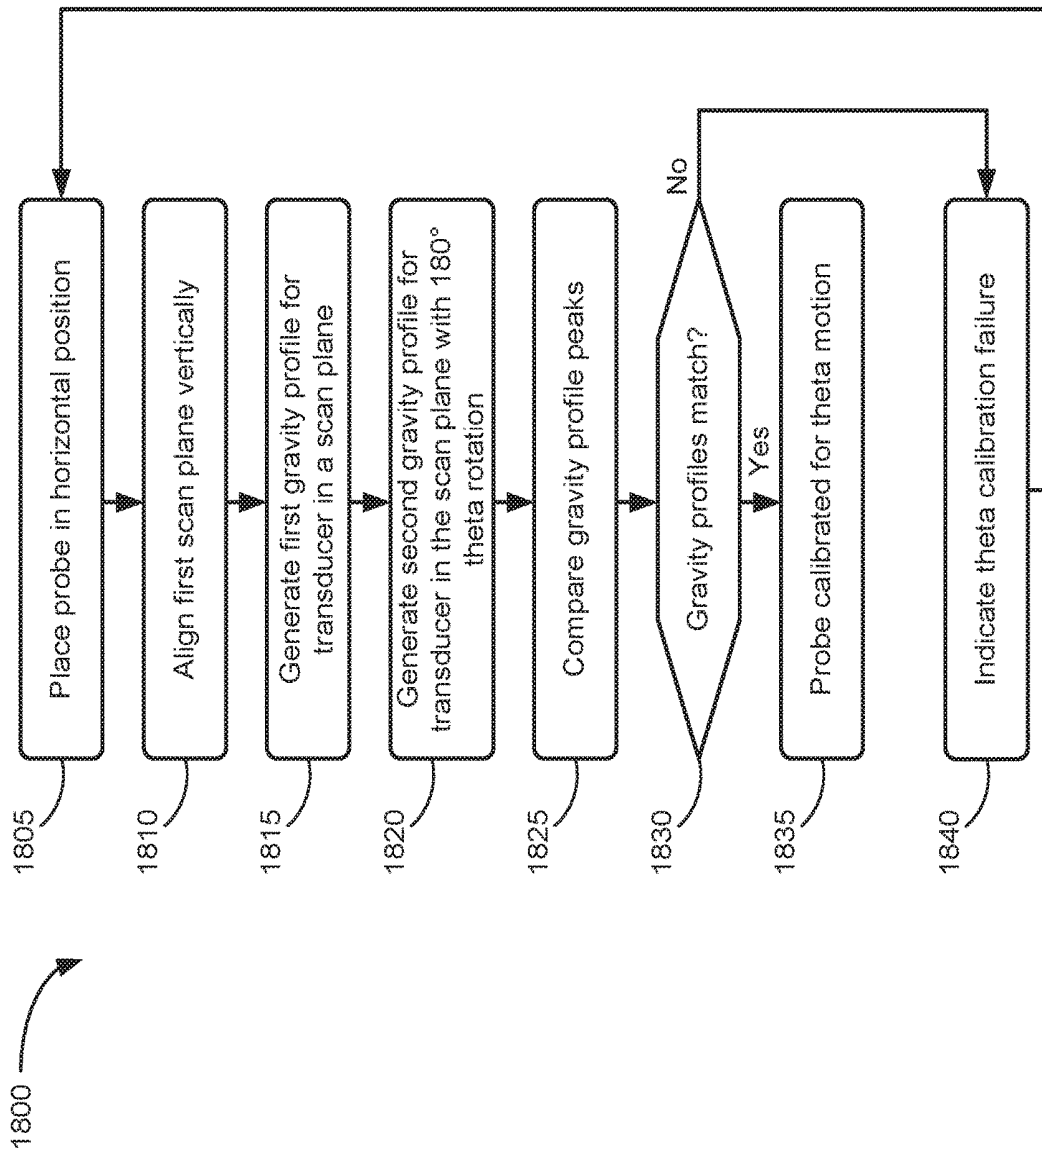 1800
1805
Place probe in horizontal position
1810
Align first scan plane vertically
1815
Generate first gravity profile for
transducer in a scan plane
1820
Generate second gravity profile for
transducer in the scan plane with 180°
theta rotation
1825
Compare gravity profile peaks
1830
Gravity profiles match?
No
Yes
1835
Probe calibrated for theta motion
1840
Indicate theta calibration failure